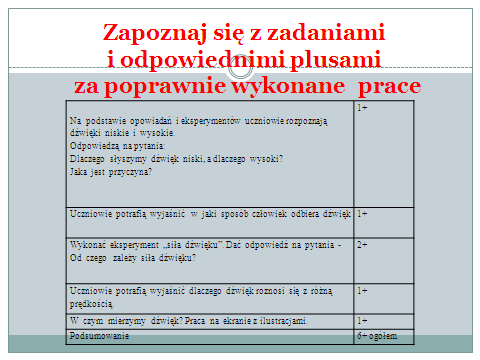 Zapoznaj się z zadaniami
i odpowiednimi plusami
za poprawnie wykonane prace
1+
Na podstawie opowiadań i eksperymentów uczniowie rozpoznają
dźwięki niskie i wysokie.
Odpowiedzą na pytania:
Dlaczego słyszymy dźwięk niski, a dlaczego wysoki?
Jaka jest przyczyna?
Uczniowie potrafią wyjaśnić w jaki sposób człowiek odbiera dźwięk 1+
Wykonać eksperyment „siła dźwięku”. Dać odpowiedź na pytania - 2+
Od czego zależy siła dźwięku?
Uczniowie potrafią wyjaśnić dlaczego dźwięk roznosi się z różną 1+
prędkością.
W czym mierzymy dźwięk? Praca na ekranie z ilustracjami. 1+
Podsumowanie 6+ ogółem